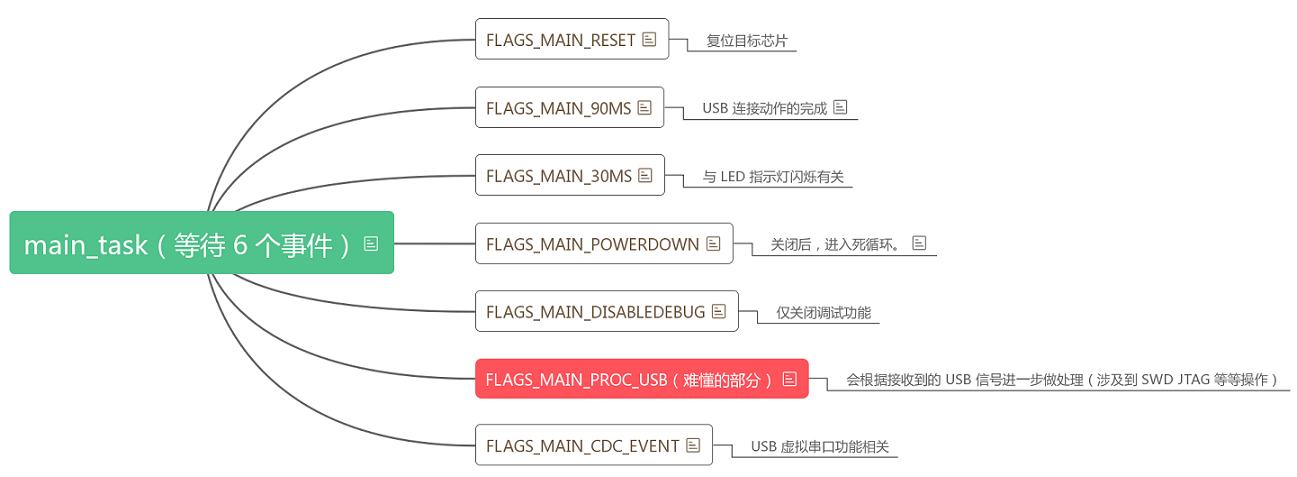 FLAGS_MAIN_RESET
复位目标芯片
FLAGS_MAIN_90MS
USB 连接动作的完成
FLAGS_MAIN_30MS
与 LED 指示灯闪烁有关
main_task（等待 6 个事件）
FLAGS_MAIN_POWERDOWN
关闭后，进入死循环。
FLAGS_MAIN_DISABLEDEBUG
仅关闭调试功能
FLAGS_MAIN_PROC_USB（难懂的部分）
会根据接收到的 USB 信号进一步做处理（涉及到 SWD JTAG 等等操作）
FLAGS_MAIN_CDC_EVENT
USB 虚拟串口功能相关